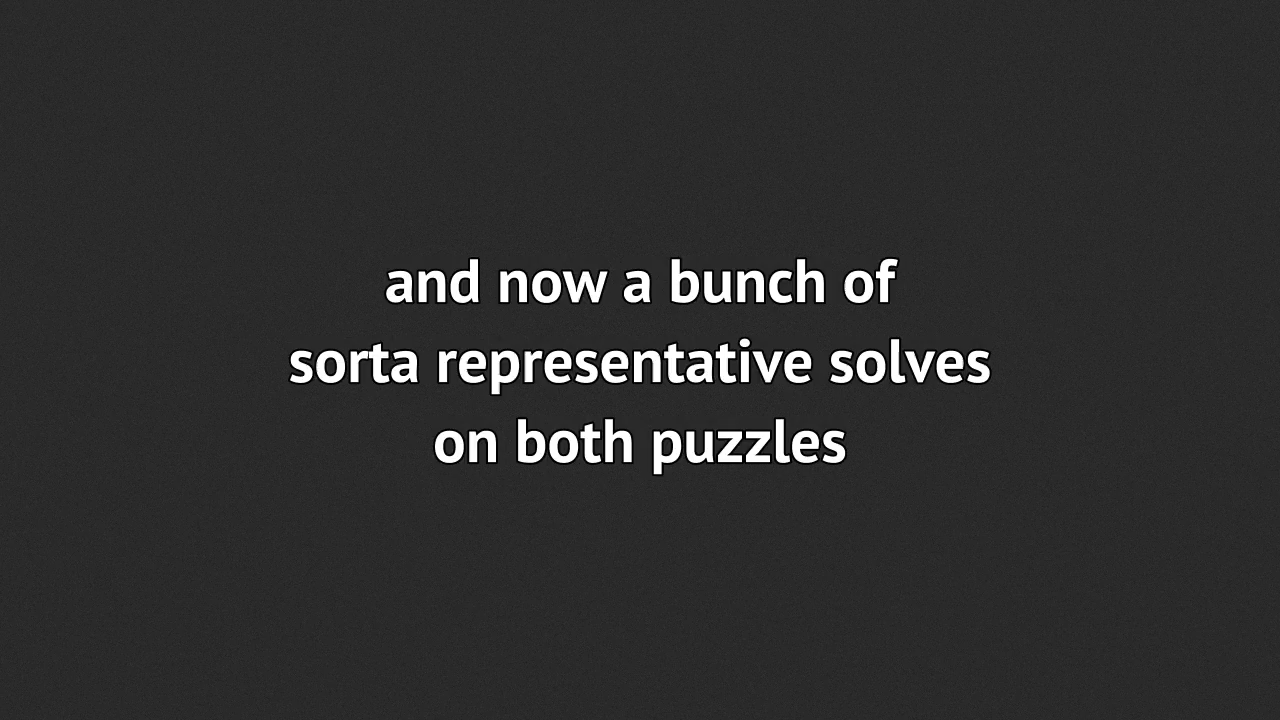 and now a bunch of
sorta representative solves
on both puzzles